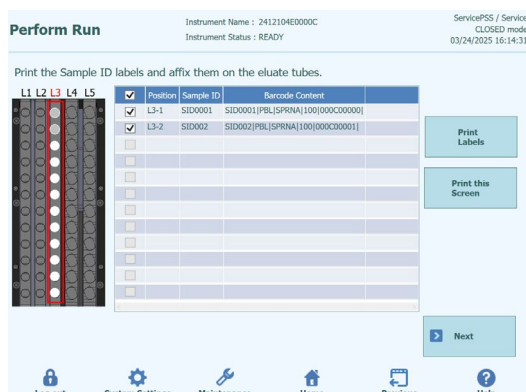 Perform Run
Instrument Name : 2412104E0000C
Instrument Status : READY
ServicePSS / Service
CLOSED mode
03/24/2025 16:14:31
Print the Sample ID labels and affix them on the eluate tubes.
L1 L2 L3 L4 L5
Position Sample ID Barcode Content
L3-1 SID0001 SID0001|PBL|SPRNA|100|000C00000|
L3-2 SID002 SID002|PBL|SPRNA|100|000C00001|
Print
Labels
Print this
Screen
Next